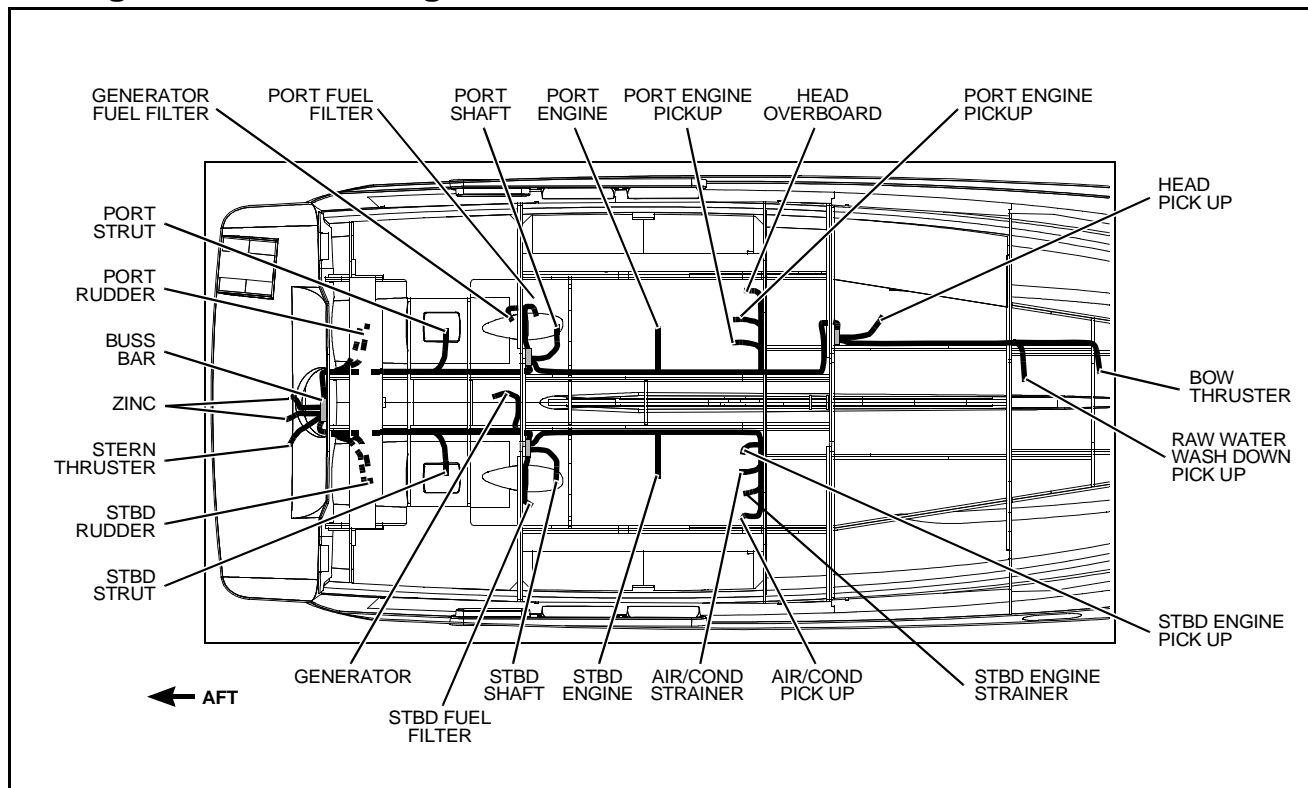 GENERATOR
FUEL FILTER
PORT FUEL
FILTER
PORT
SHAFT
PORT
ENGINE
PORT ENGINE
PICKUP
HEAD
OVERBOARD
PORT ENGINE
PICKUP
HEAD
PICK UP
PORT
STRUT
PORT
RUDDER
BUSS
BAR
ZINC
STERN
THRUSTER
STBD
RUDDER
STBD
STRUT
BOW
THRUSTER
RAW WATER
WASH DOWN
PICK UP
STBD ENGINE
PICK UP
GENERATOR
STBD FUEL
FILTER
STBD
SHAFT
STBD
ENGINE
AIR/COND
STRAINER
AIR/COND
PICK UP
STBD ENGINE
STRAINER
AFT